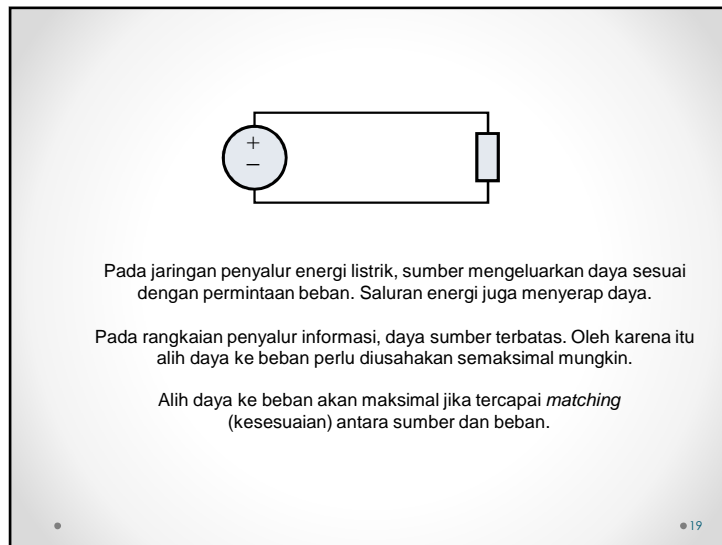 +
−
Pada jaringan penyalur energi listrik, sumber mengeluarkan daya sesuai
dengan permintaan beban. Saluran energi juga menyerap daya.
Pada rangkaian penyalur informasi, daya sumber terbatas. Oleh karena itu
alih daya ke beban perlu diusahakan semaksimal mungkin.
Alih daya ke beban akan maksimal jika tercapai matching
(kesesuaian) antara sumber dan beban.
19